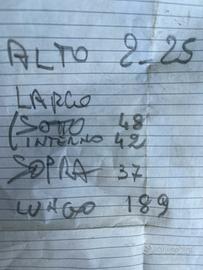 ALTO 2-25
LARGO
(SOTTO 48
(INTERNO 42
SOPRA 37
LUNGO 189